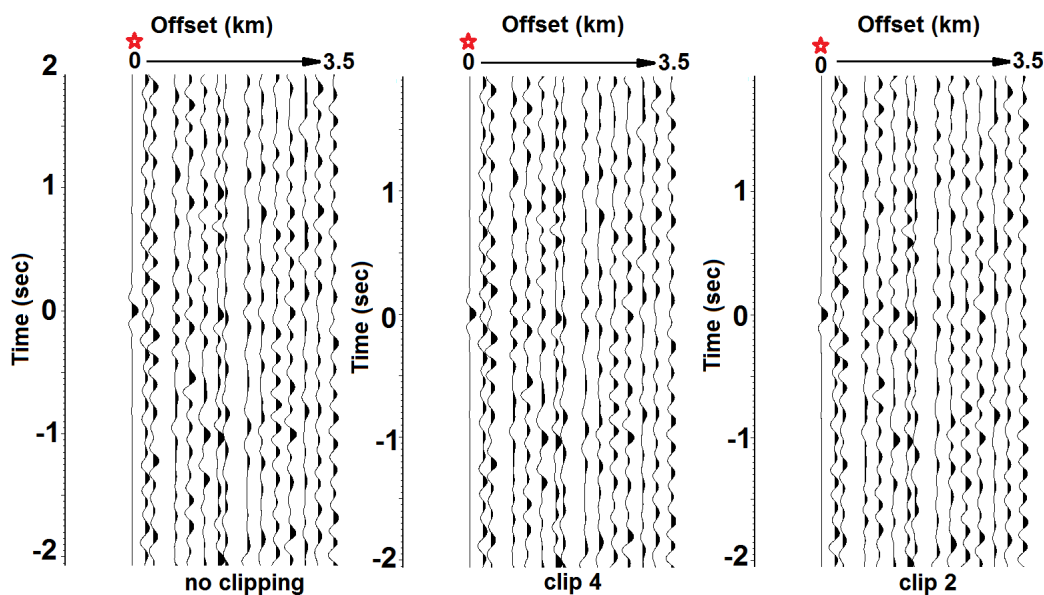 Offset (km)
0 3.5
2
1
0
-1
-2
Time (sec)
no clipping
Offset (km)
0 3.5
1
0
-1
-2
Time (sec)
clip 4
Offset (km)
0 3.5
1
0
-1
-2
Time (sec)
clip 2